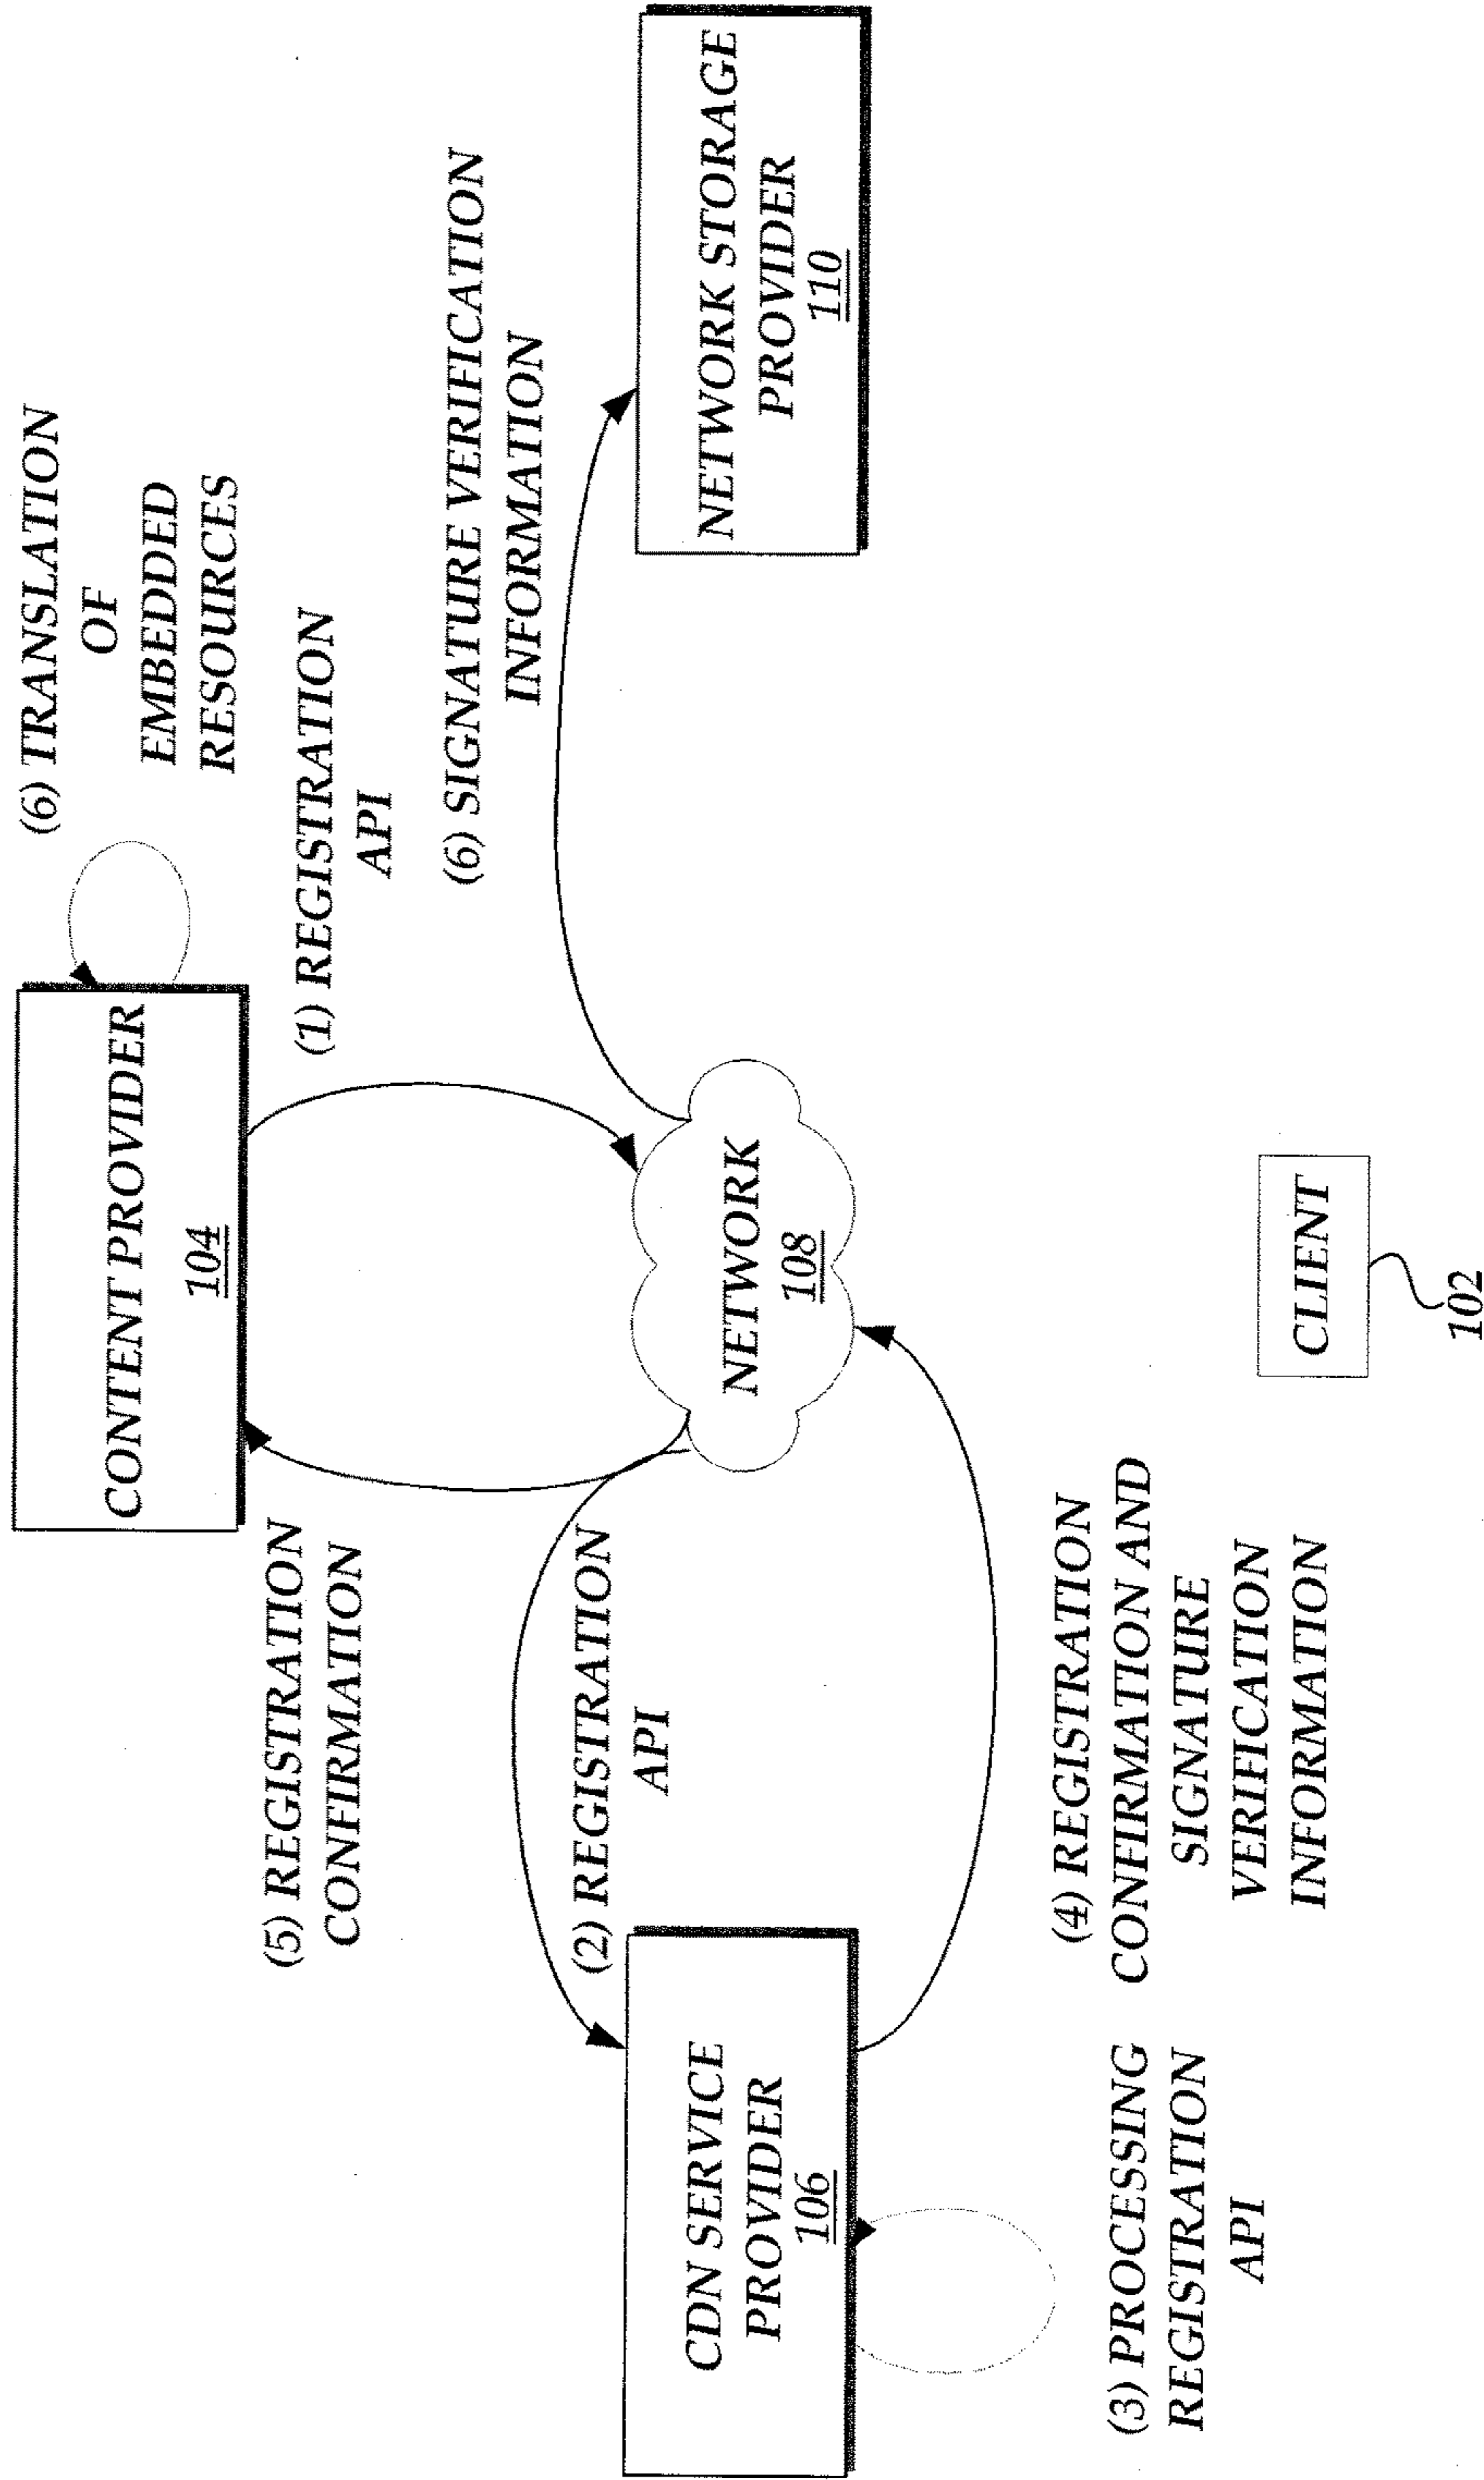 (6) TRANSLATION
OF
EMBEDDED
RESOURCES
CONTENT PROVIDER
104
(1) REGISTRATION
API
(5) REGISTRATION
CONFIRMATION
(6) SIGNATURE VERIFICATION
INFORMATION
(2) REGISTRATION
API
CDN SERVICE
PROVIDER
106
NETWORK
108
NETWORK STORAGE
PROVIDER
110
(3) PROCESSING
REGISTRATION
API
(4) REGISTRATION
CONFIRMATION AND
SIGNATURE
VERIFICATION
INFORMATION
CLIENT
102